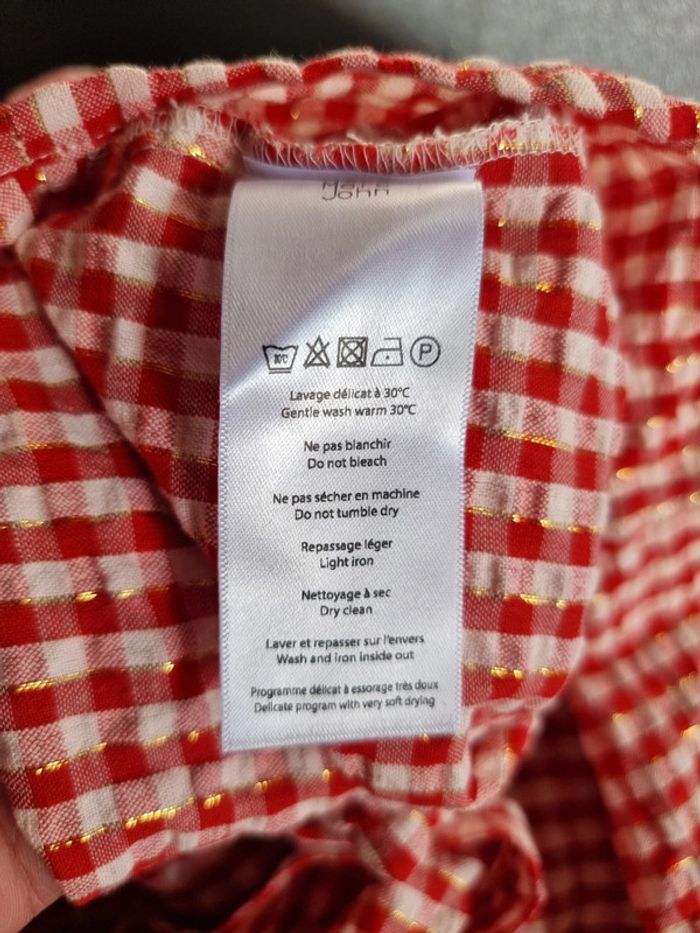 John
30°C P
Lavage délicat à 30°C
Gentle wash warm 30°C
Ne pas blanchir
Do not bleach
Ne pas sécher en machine
Do not tumble dry
Repassage léger
Light iron
Nettoyage à sec
Dry clean
Laver et repasser sur l'envers
Wash and iron inside out
Programme délicat à essorage très doux
Delicate program with very soft drying